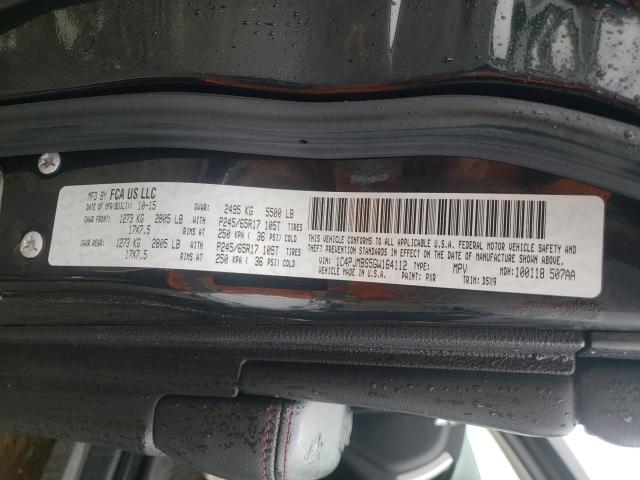 MFD BY FCA US LLC
DATE OF MFR(BUILT) 10-15 GVWR: 2495 KG 5500 LB
GAWR FRONT: 1273 KG 2805 LB WITH P245/65R17 105T TIRES
17X7.5 RIMS AT 250 KPA ( 36 PSI) COLD
GAWR REAR: 1273 KG 2805 LB WITH P245/65R17 105T TIRES
17X7.5 RIMS AT 250 KPA ( 36 PSI) COLD
THIS VEHICLE CONFORMS TO ALL APPLICABLE U.S.A. FEDERAL MOTOR VEHICLE SAFETY AND
THEFT PREVENTION STANDARDS IN EFFECT ON THE DATE OF MANUFACTURE SHOWN ABOVE.
VIN: 1C4PJMBS5GW164112 TYPE: MPV MDH: 100118 507AA
VEHICLE MADE IN U.S.A. PAINT: PXR TRIM: DSX9